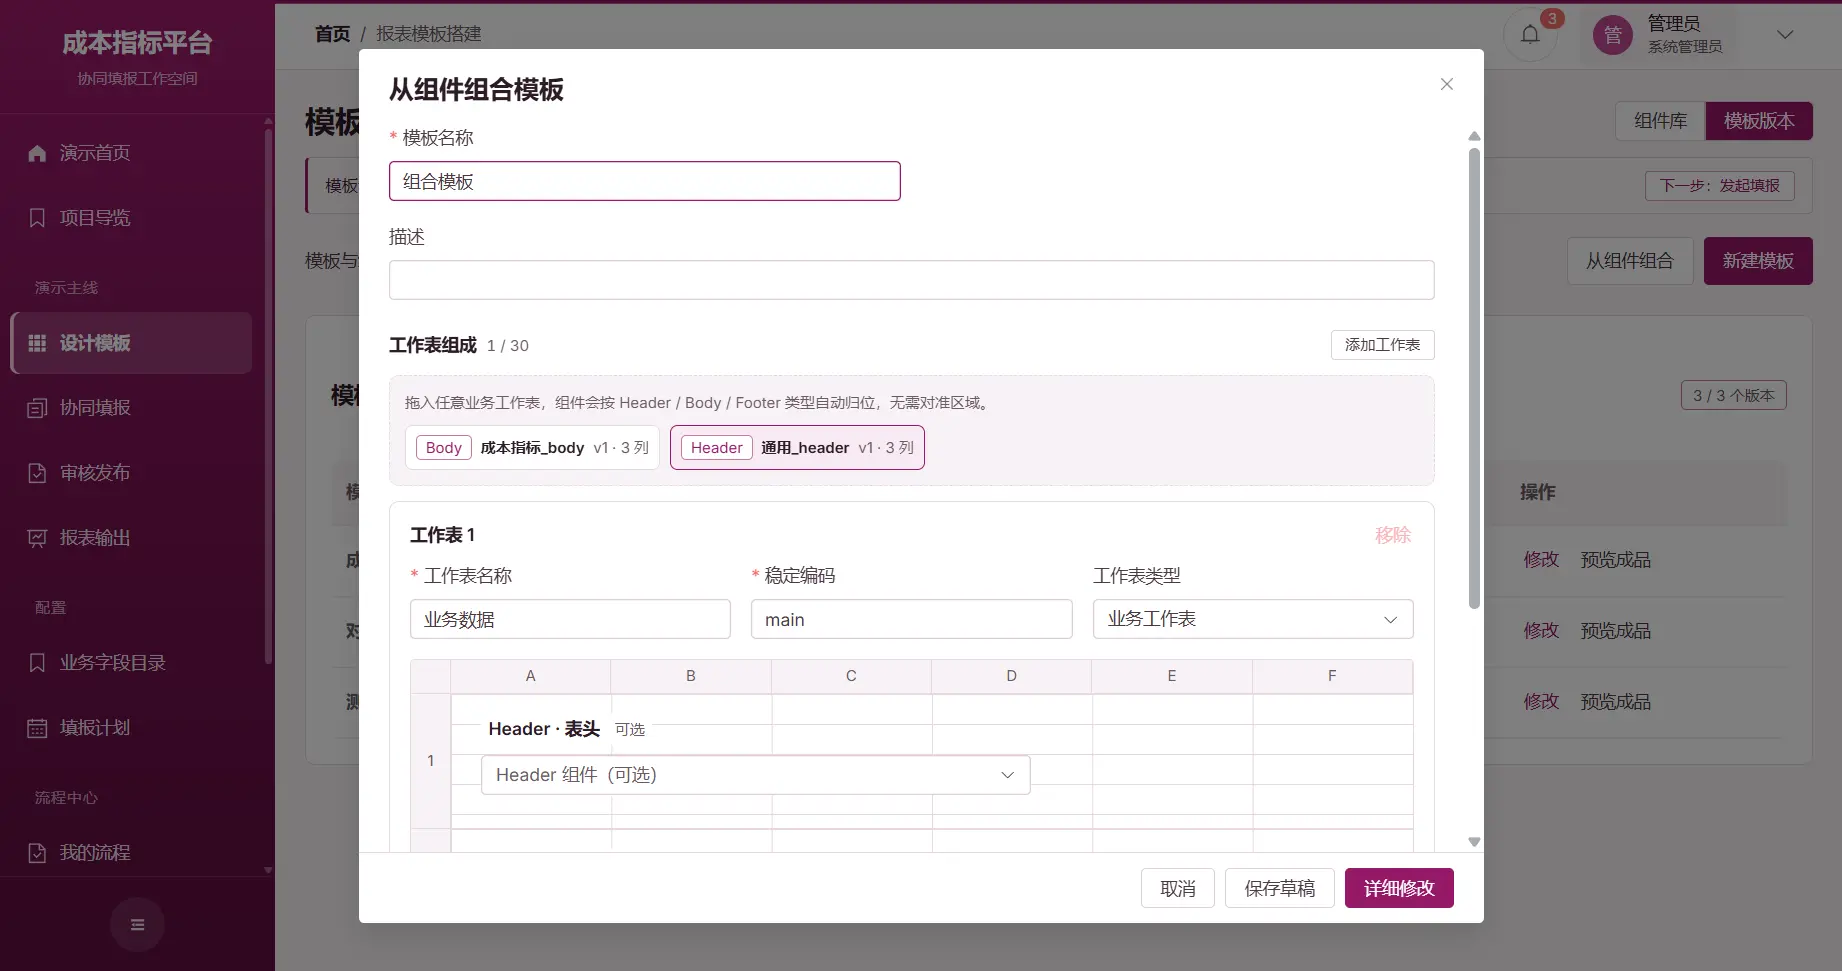 成本指标平台
协同填报工作空间
演示首页
项目导览
演示主线
设计模板
协同填报
审核发布
报表输出
配置
业务字段目录
填报计划
流程中心
我的流程
首页 / 报表模板搭建
3
管
管理员
系统管理员
模板
组件库
模板版本
模板
下一步：发起填报
模板与
从组件组合
新建模板
3 / 3 个版本
操作
修改 预览成品
修改 预览成品
修改 预览成品
从组件组合模板
* 模板名称
组合模板
描述
工作表组成 1 / 30
添加工作表
拖入任意业务工作表，组件会按 Header / Body / Footer 类型自动归位，无需对准区域。
Body 成本指标_body v1 · 3 列
Header 通用_header v1 · 3 列
工作表 1
移除
* 工作表名称
* 稳定编码
工作表类型
业务数据
main
业务工作表
A B C D E F
1
Header · 表头 可选
Header 组件（可选）
取消
保存草稿
详细修改